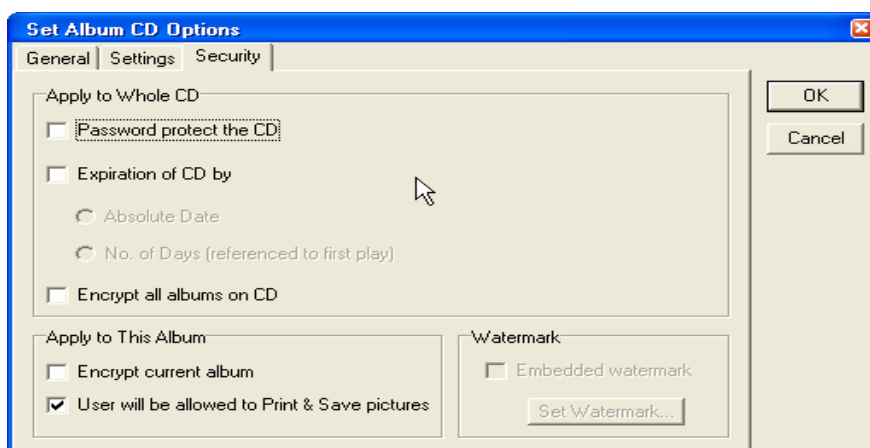 Set Album CD Options
General Settings Security
Apply to Whole CD
Password protect the CD
Expiration of CD by
Absolute Date
No. of Days (referenced to first play)
Encrypt all albums on CD
Apply to This Album
Encrypt current album
User will be allowed to Print & Save pictures
Watermark
Embedded watermark
Set Watermark...
OK
Cancel